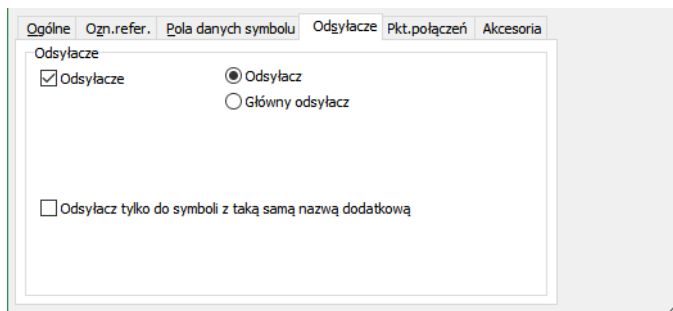 Ogólne Ozn.refer. Pola danych symbolu Odsyłacze Pkt.połączeń Akcesoria
Odsyłacze
Odsyłacze Odsyłacz
Główny odsyłacz
Odsyłacz tylko do symboli z taką samą nazwą dodatkową